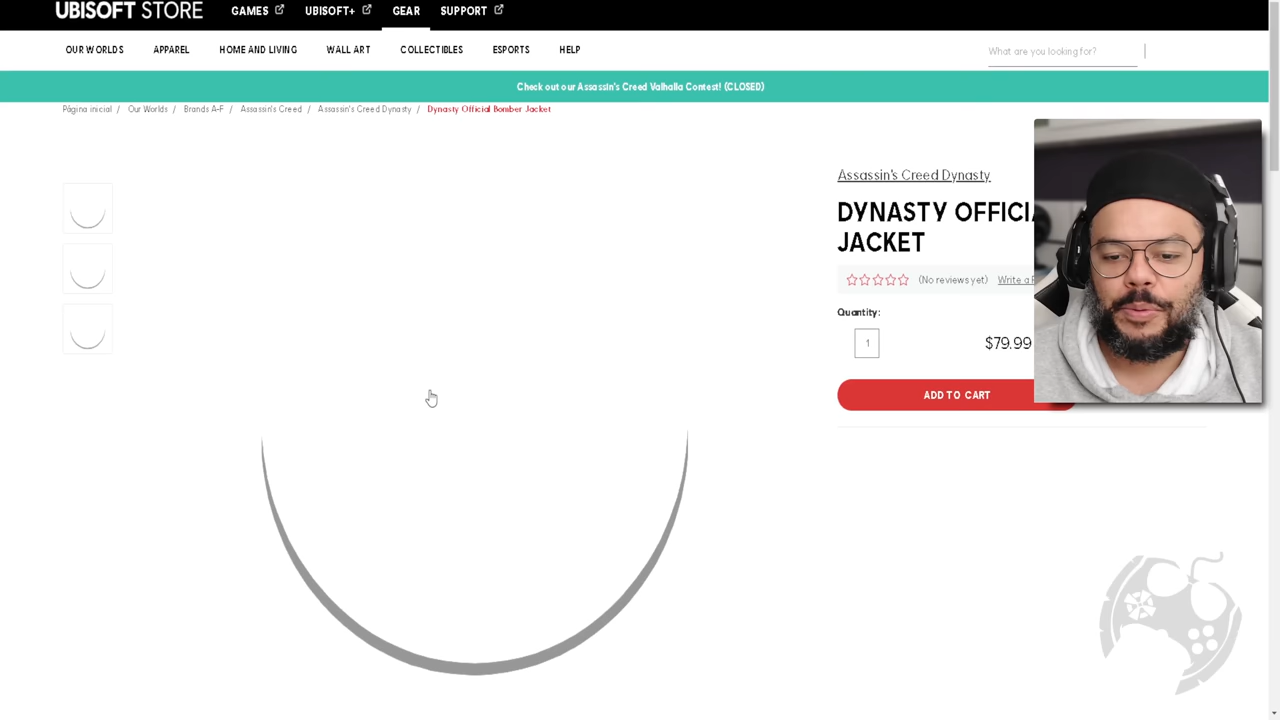 UBISOFT STORE
GAMES
UBISOFT+
GEAR
SUPPORT
OUR WORLDS
APPAREL
HOME AND LIVING
WALL ART
COLLECTIBLES
ESPORTS
HELP
What are you looking for?
Check out our Assassin's Creed Valhalla Contest! (CLOSED)
Página inicial / Our Worlds / Brands A-F / Assassin's Creed / Assassin's Creed Dynasty / Dynasty Official Bomber Jacket
Assassin's Creed Dynasty
DYNASTY
JACKET
(No reviews yet) Write a
Quantity:
1
$79.99
ADD TO CART